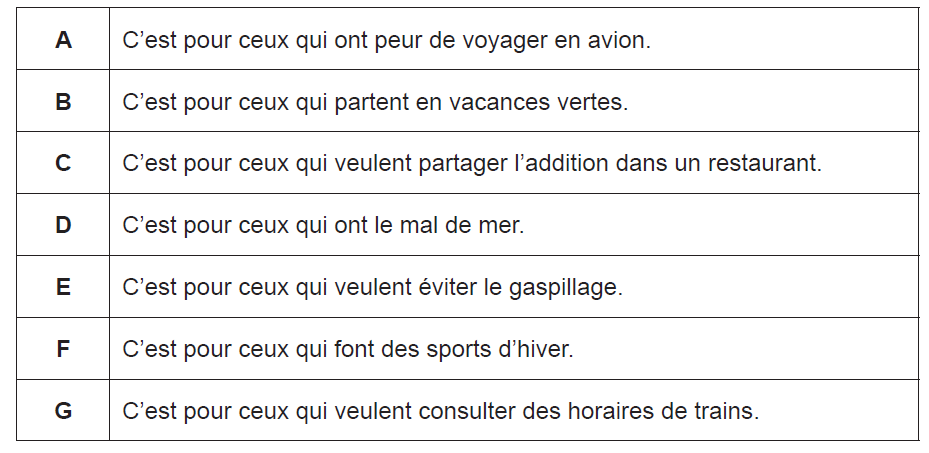 A C’est pour ceux qui ont peur de voyager en avion.
B C’est pour ceux qui partent en vacances vertes.
C C’est pour ceux qui veulent partager l’addition dans un restaurant.
D C’est pour ceux qui ont le mal de mer.
E C’est pour ceux qui veulent éviter le gaspillage.
F C’est pour ceux qui font des sports d’hiver.
G C’est pour ceux qui veulent consulter des horaires de trains.